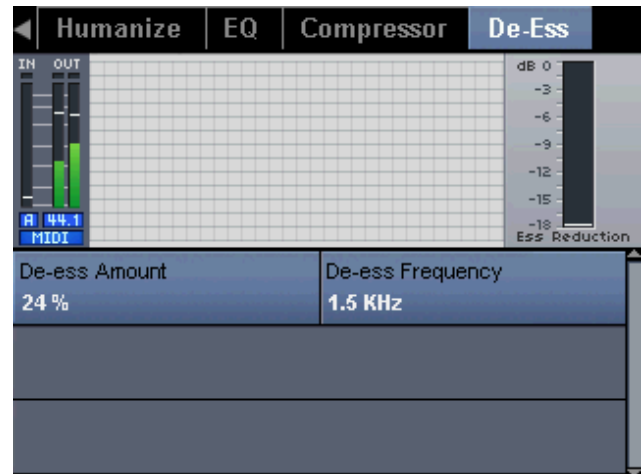 Humanize EQ Compressor De-Ess
IN OUT
dB 0
-3
-6
-9
-12
-15
-18
A 44.1
MIDI
Ess Reduction
De-ess Amount
24 %
De-ess Frequency
1.5 KHz